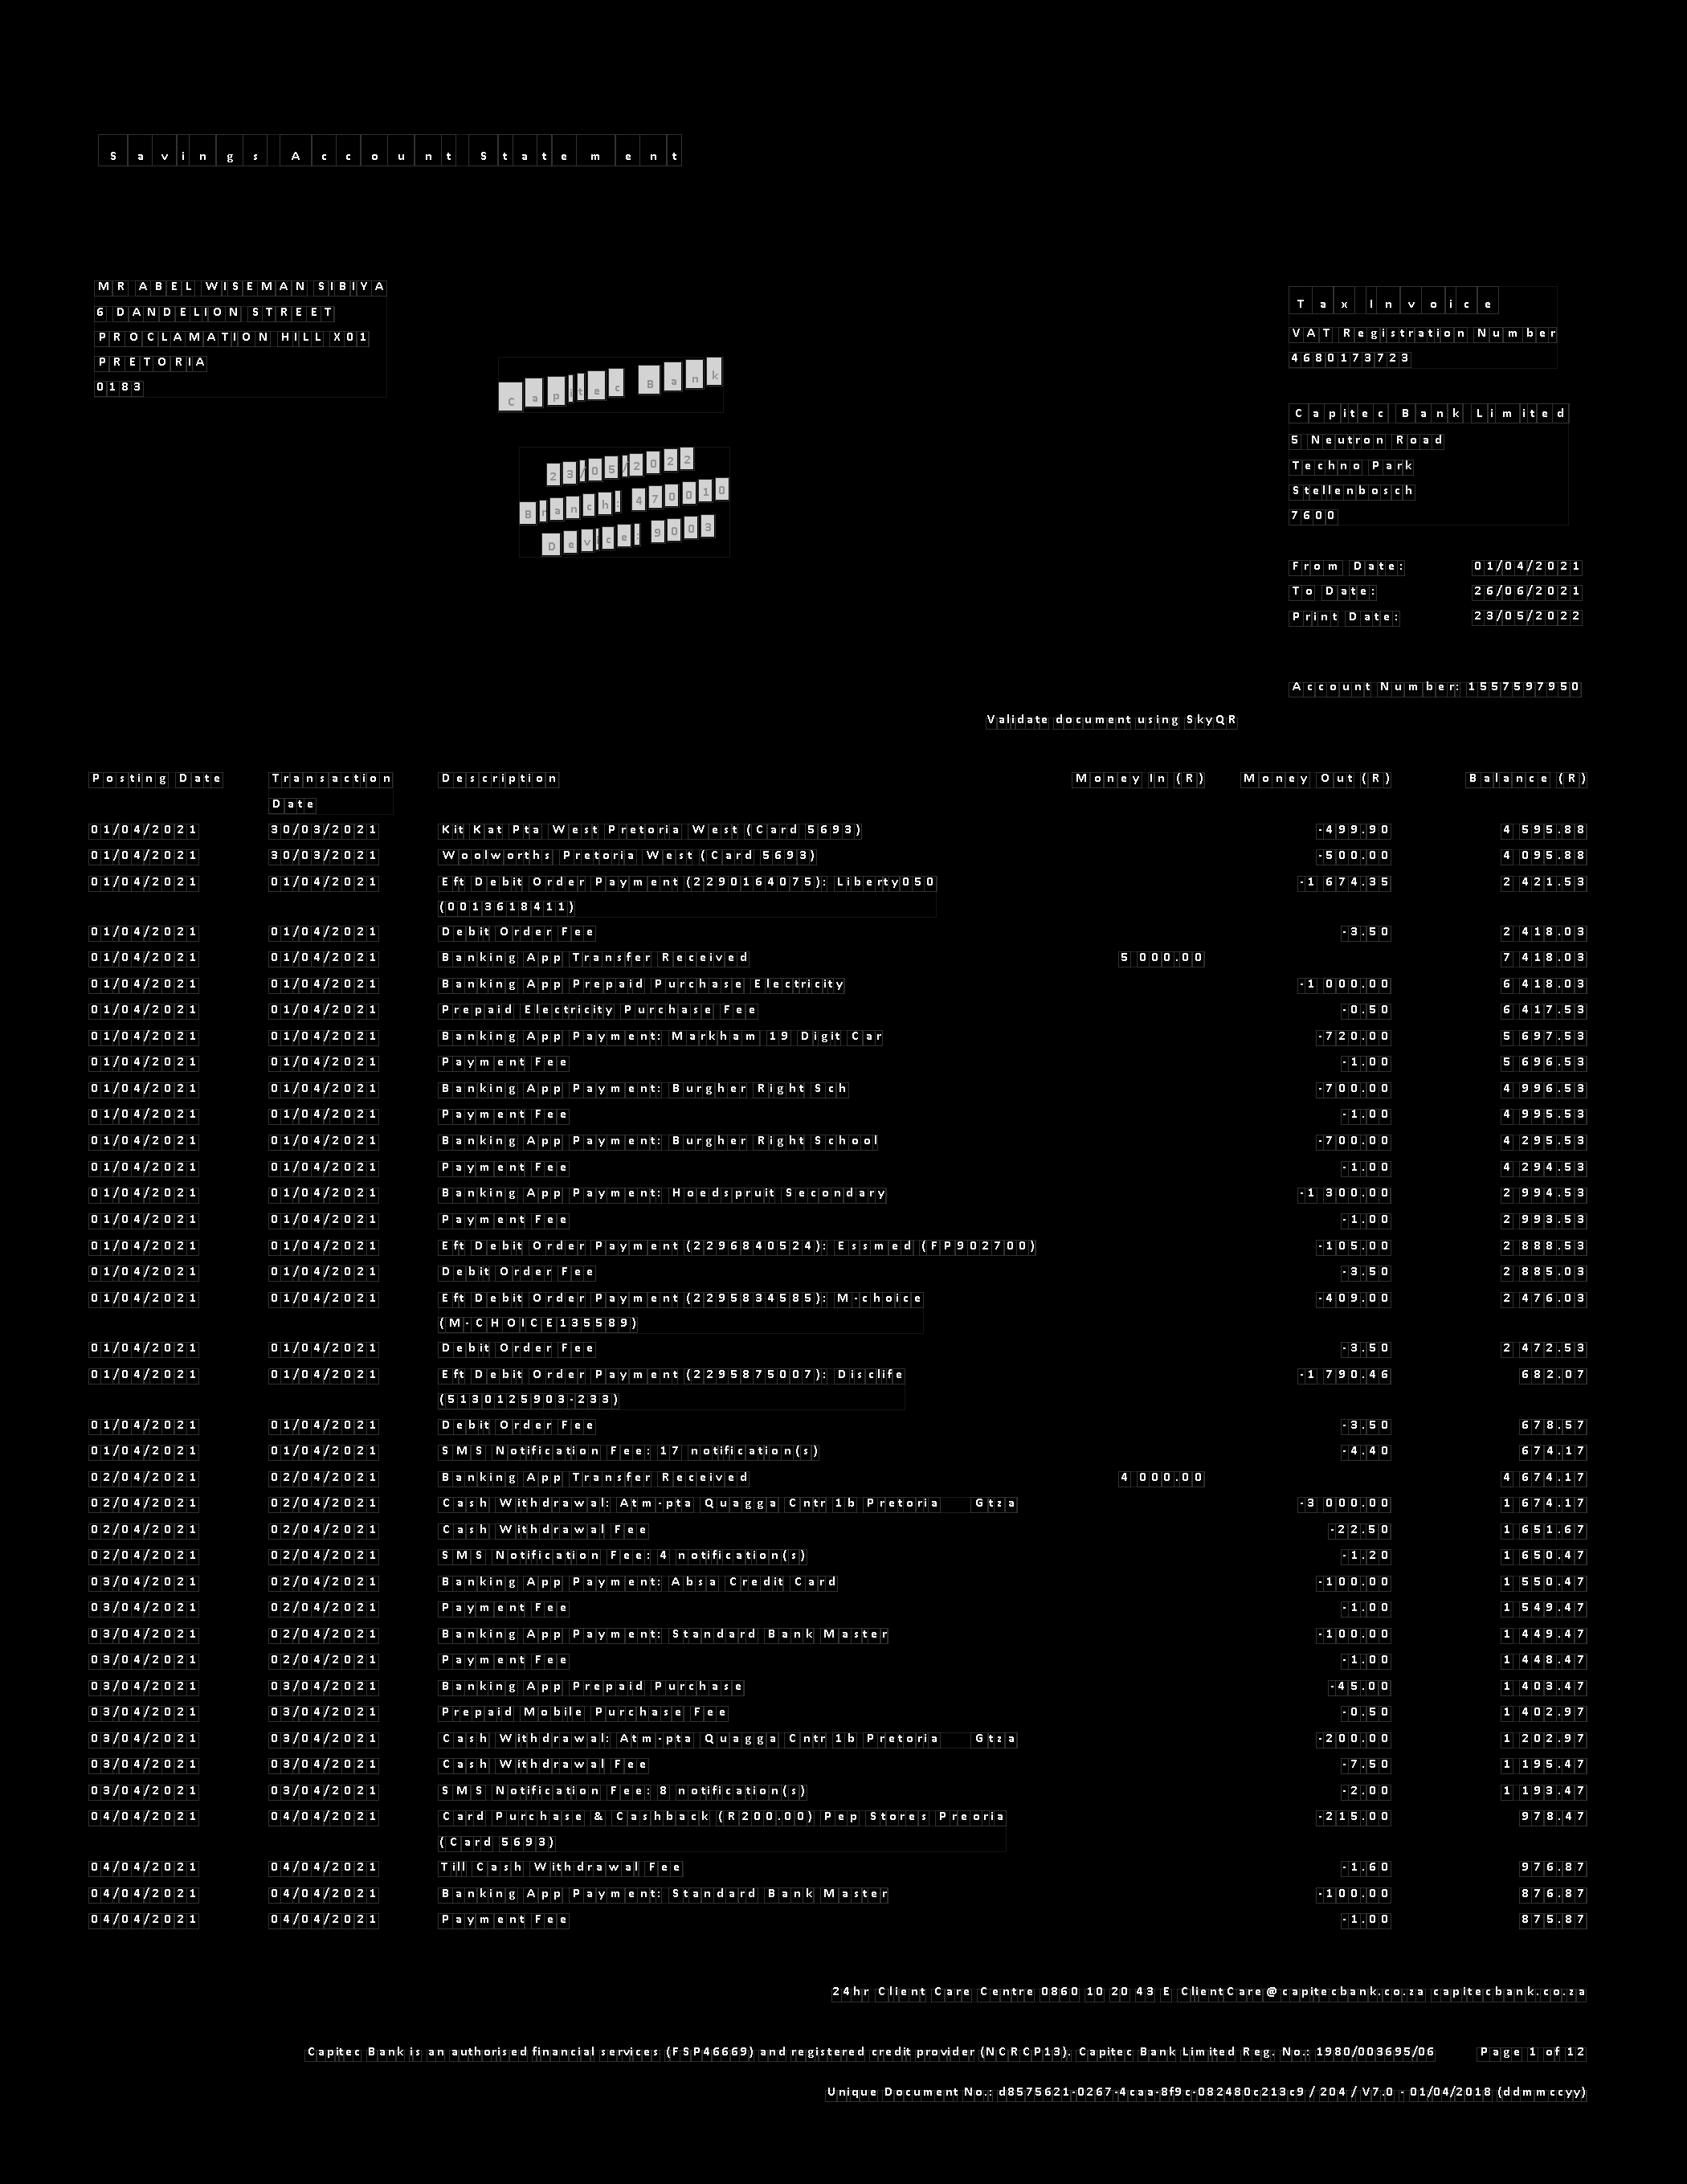 Savings Account Statement
MR ABEL WISEMAN SIBIYA
6 DANDELION STREET
PROCLAMATION HILL X01
PRETORIA
0183
Capitec Bank
23/05/2022
Branch: 470010
Device: 9003
Tax Invoice
VAT Registration Number
4680173723
Capitec Bank Limited
5 Neutron Road
Techno Park
Stellenbosch
7600
From Date: 01/04/2021
To Date: 26/06/2021
Print Date: 23/05/2022
Account Number: 1557597950
Validate document using SkyQR
Posting Date Transaction Description Money In (R) Money Out (R) Balance (R)
Date
01/04/2021 30/03/2021 Kit Kat Pta West Pretoria West (Card 5693) -499.90 4 595.88
01/04/2021 30/03/2021 Woolworths Pretoria West (Card 5693) -500.00 4 095.88
01/04/2021 01/04/2021 Eft Debit Order Payment (2290164075): Liberty050 -1 674.35 2 421.53
(0013618411)
01/04/2021 01/04/2021 Debit Order Fee -3.50 2 418.03
01/04/2021 01/04/2021 Banking App Transfer Received 5 000.00 7 418.03
01/04/2021 01/04/2021 Banking App Prepaid Purchase Electricity -1 000.00 6 418.03
01/04/2021 01/04/2021 Prepaid Electricity Purchase Fee -0.50 6 417.53
01/04/2021 01/04/2021 Banking App Payment: Markham 19 Digit Car -720.00 5 697.53
01/04/2021 01/04/2021 Payment Fee -1.00 5 696.53
01/04/2021 01/04/2021 Banking App Payment: Burgher Right Sch -700.00 4 996.53
01/04/2021 01/04/2021 Payment Fee -1.00 4 995.53
01/04/2021 01/04/2021 Banking App Payment: Burgher Right School -700.00 4 295.53
01/04/2021 01/04/2021 Payment Fee -1.00 4 294.53
01/04/2021 01/04/2021 Banking App Payment: Hoedspruit Secondary -1 300.00 2 994.53
01/04/2021 01/04/2021 Payment Fee -1.00 2 993.53
01/04/2021 01/04/2021 Eft Debit Order Payment (2296840524): Essmed (FP902700) -105.00 2 888.53
01/04/2021 01/04/2021 Debit Order Fee -3.50 2 885.03
01/04/2021 01/04/2021 Eft Debit Order Payment (2295834585): M-choice -409.00 2 476.03
(M-CHOICE135589)
01/04/2021 01/04/2021 Debit Order Fee -3.50 2 472.53
01/04/2021 01/04/2021 Eft Debit Order Payment (2295875007): Disclife -1 790.46 682.07
(5130125903-233)
01/04/2021 01/04/2021 Debit Order Fee -3.50 678.57
01/04/2021 01/04/2021 SMS Notification Fee: 17 notification(s) -4.40 674.17
02/04/2021 02/04/2021 Banking App Transfer Received 4 000.00 4 674.17
02/04/2021 02/04/2021 Cash Withdrawal: Atm-pta Quagga Cntr 1b Pretoria Gtza -3 000.00 1 674.17
02/04/2021 02/04/2021 Cash Withdrawal Fee -22.50 1 651.67
02/04/2021 02/04/2021 SMS Notification Fee: 4 notification(s) -1.20 1 650.47
03/04/2021 02/04/2021 Banking App Payment: Absa Credit Card -100.00 1 550.47
03/04/2021 02/04/2021 Payment Fee -1.00 1 549.47
03/04/2021 02/04/2021 Banking App Payment: Standard Bank Master -100.00 1 449.47
03/04/2021 02/04/2021 Payment Fee -1.00 1 448.47
03/04/2021 03/04/2021 Banking App Prepaid Purchase -45.00 1 403.47
03/04/2021 03/04/2021 Prepaid Mobile Purchase Fee -0.50 1 402.97
03/04/2021 03/04/2021 Cash Withdrawal: Atm-pta Quagga Cntr 1b Pretoria Gtza -200.00 1 202.97
03/04/2021 03/04/2021 Cash Withdrawal Fee -7.50 1 195.47
03/04/2021 03/04/2021 SMS Notification Fee: 8 notification(s) -2.00 1 193.47
04/04/2021 04/04/2021 Card Purchase & Cashback (R200.00) Pep Stores Preoria -215.00 978.47
(Card 5693)
04/04/2021 04/04/2021 Till Cash Withdrawal Fee -1.60 976.87
04/04/2021 04/04/2021 Banking App Payment: Standard Bank Master -100.00 876.87
04/04/2021 04/04/2021 Payment Fee -1.00 875.87
24hr Client Care Centre 0860 10 20 43 E ClientCare@capitecbank.co.za capitecbank.co.za
Capitec Bank is an authorised financial services (FSP46669) and registered credit provider (NCRCP13). Capitec Bank Limited Reg. No.: 1980/003695/06 Page 1 of 12
Unique Document No.: d8575621-0267-4caa-8f9c-082480c213c9 / 204 / V7.0 - 01/04/2018 (ddmmccyy)